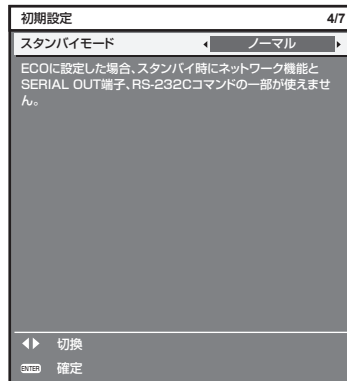 初期設定 4/7
スタンバイモード ノーマル
ECOに設定した場合、スタンバイ時にネットワーク機能と
SERIAL OUT端子、RS-232Cコマンドの一部が使えませ
ん。
切換
ENTER 確定